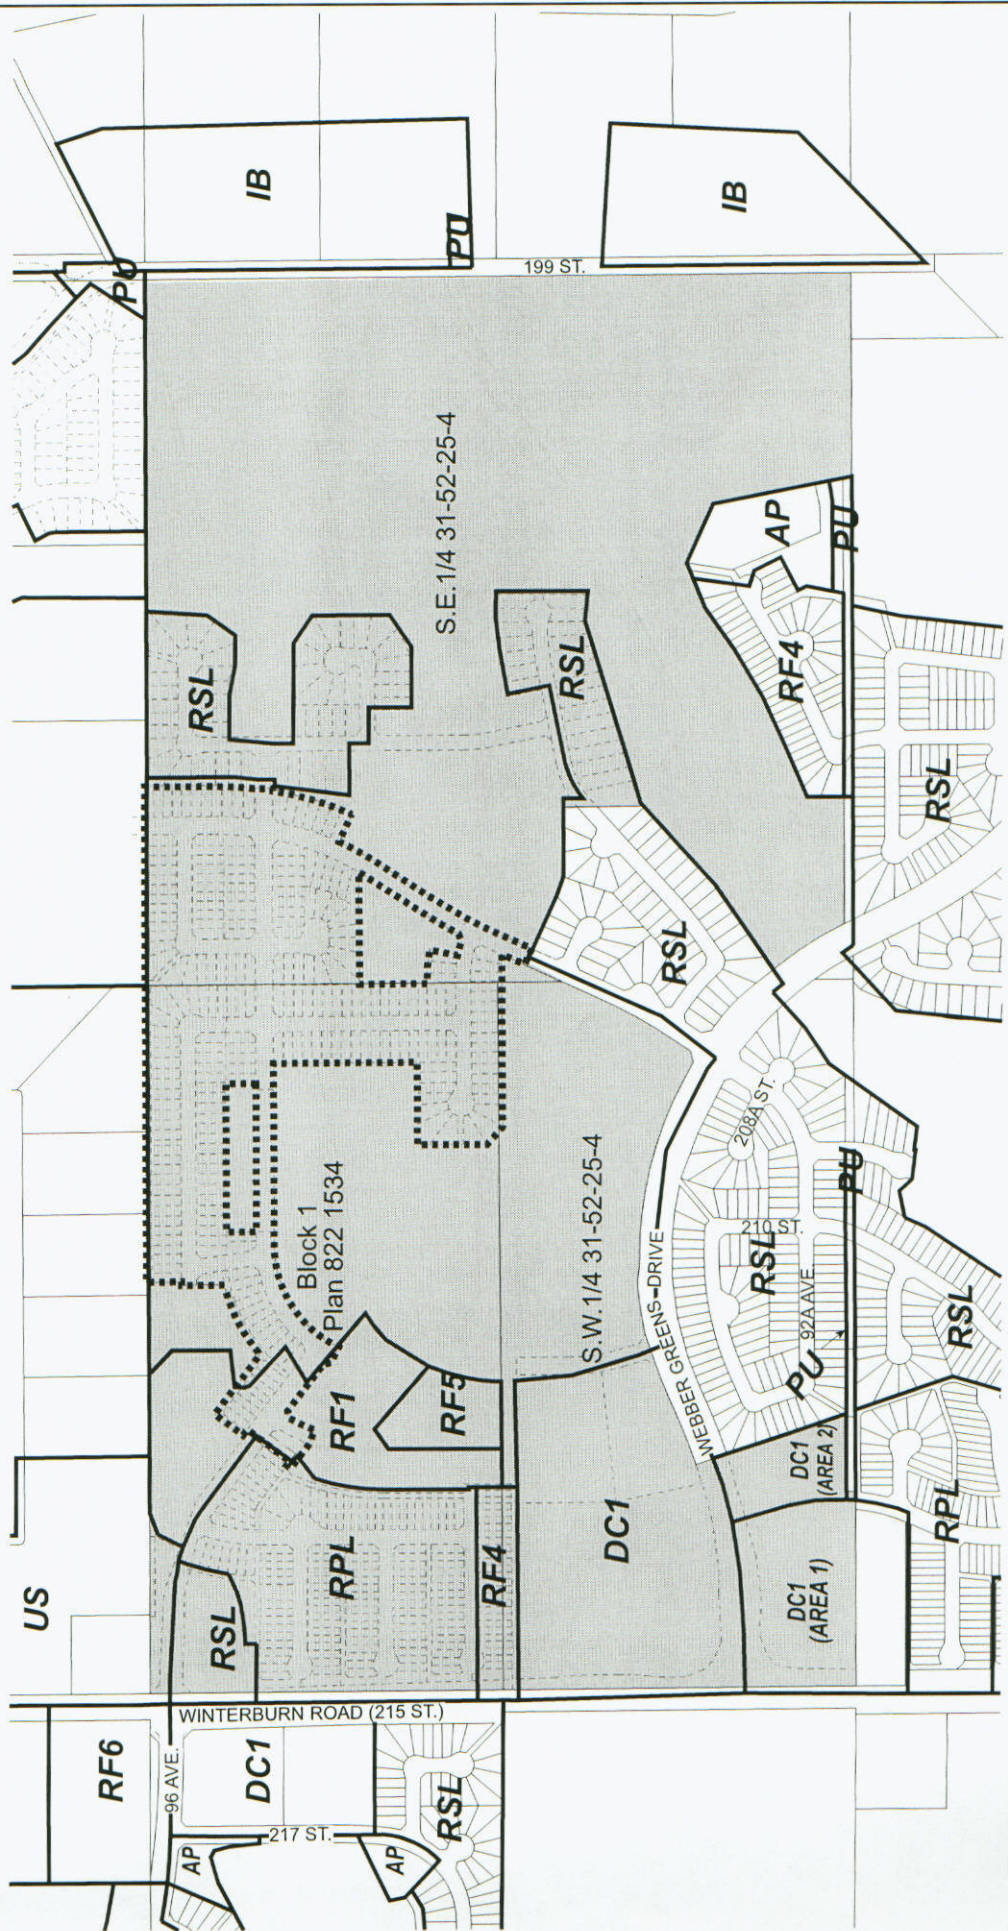 IB
IB
PU
PU
199 ST.
S.E.1/4 31-52-25-4
AP
PU
RSL
RSL
RF4
RSL
RSL
208A ST.
Block 1
Plan 822 1534
S.W.1/4 31-52-25-4
PU
210 ST.
RSL
WEBBER GREENS DRIVE
92A AVE.
RSL
PU
RF1
RF5
DC1
(AREA 2)
RPL
DC1
RPL
RF4
DC1
(AREA 1)
US
RSL
WINTERBURN ROAD (215 ST.)
RF6
96 AVE.
DC1
RSL
217 ST.
AP
AP